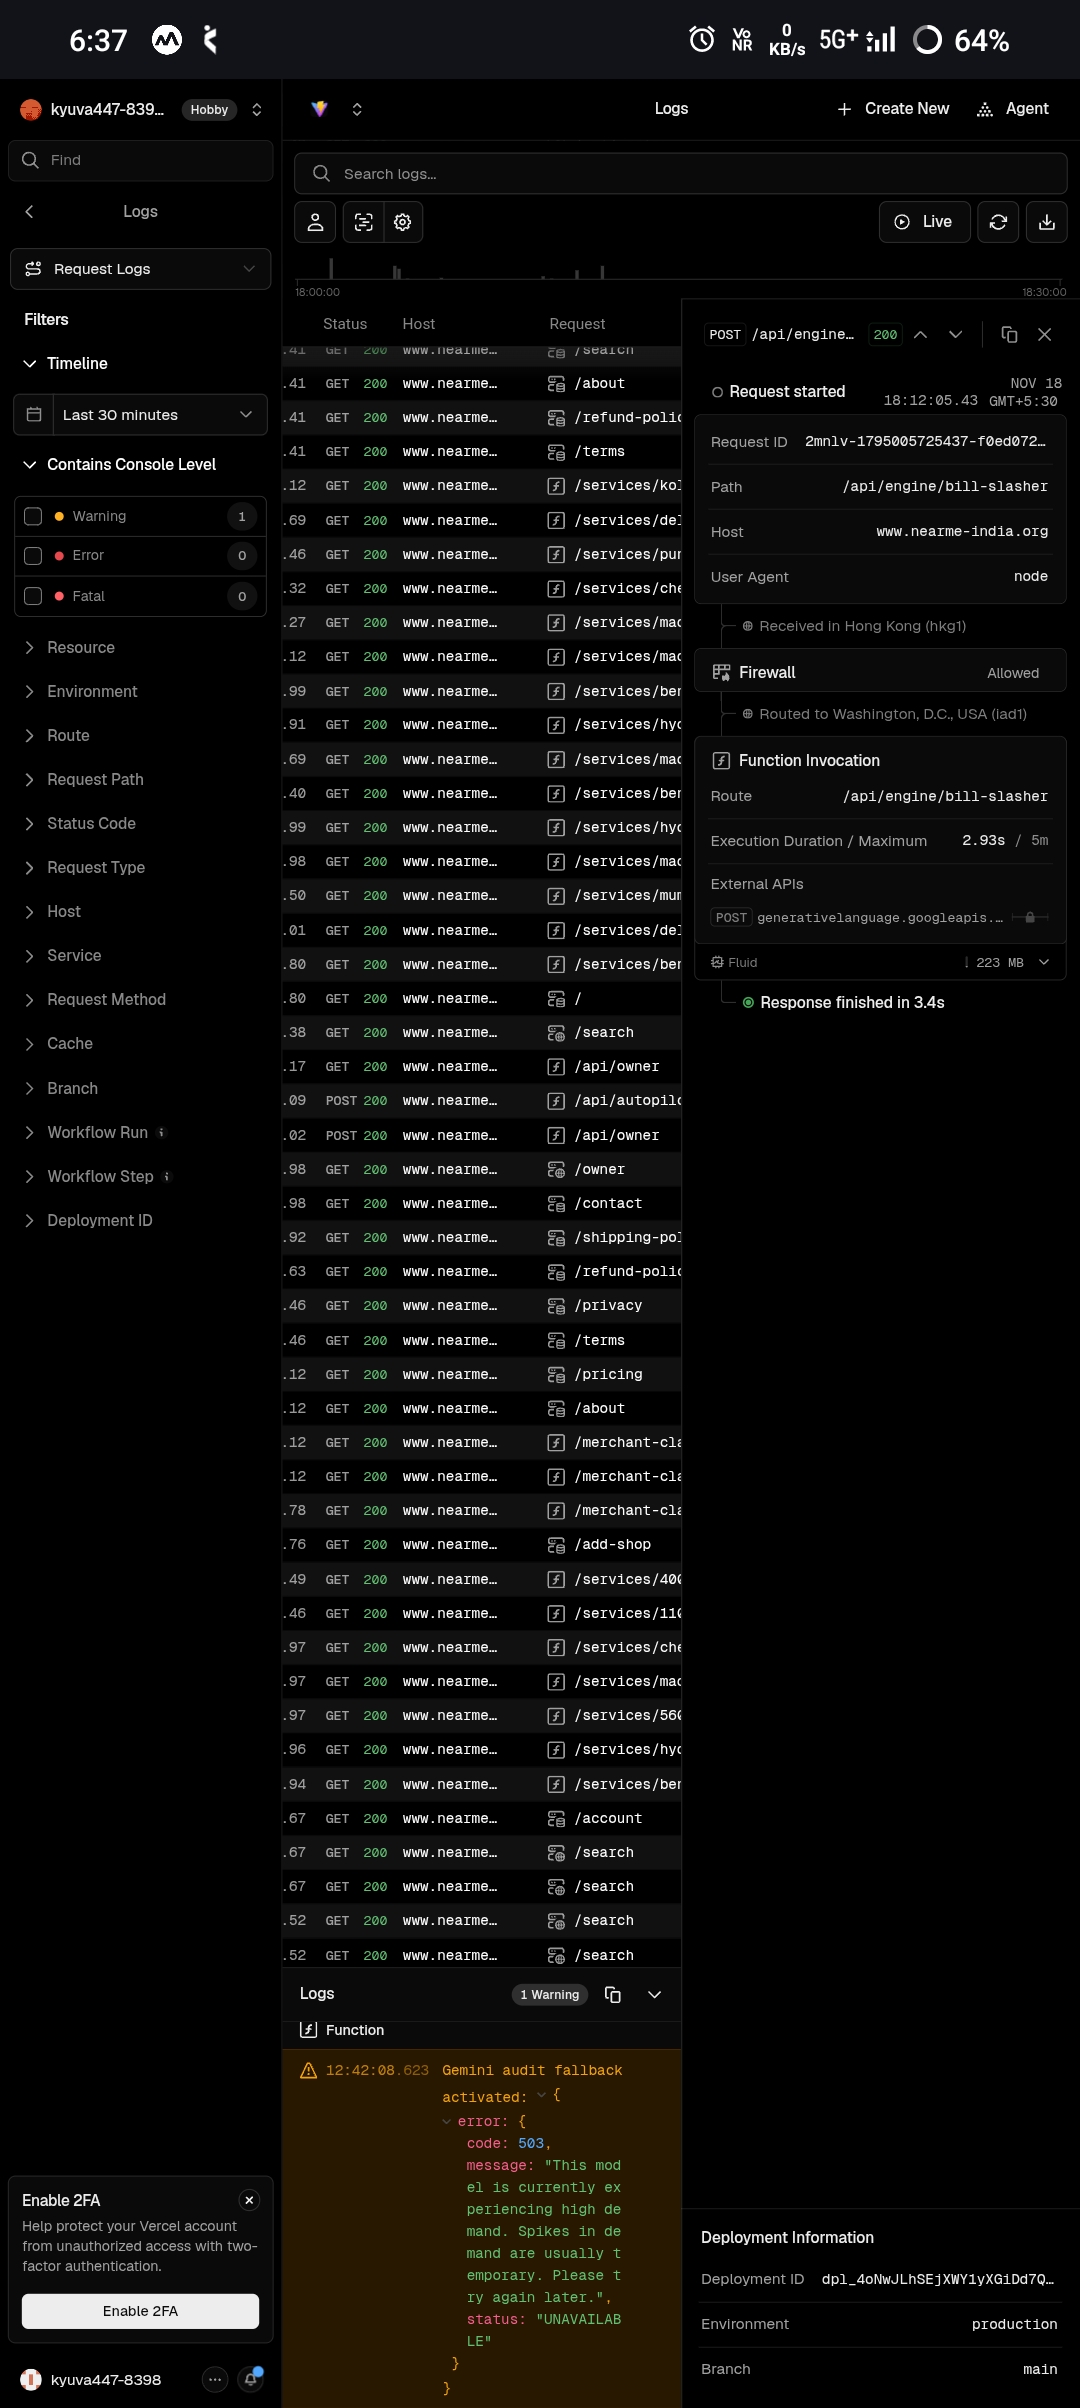 6:37
Vo NR
0 KB/s
5G+
64%
kyuva447-839... Hobby
Find
Logs
Request Logs
Filters
Timeline
Last 30 minutes
Contains Console Level
Warning 1
Error 0
Fatal 0
Resource
Environment
Route
Request Path
Status Code
Request Type
Host
Service
Request Method
Cache
Branch
Workflow Run
Workflow Step
Deployment ID
Enable 2FA
Help protect your Vercel account
from unauthorized access with two-
factor authentication.
Enable 2FA
kyuva447-8398
Logs
Create New
Agent
Search logs...
Live
18:00:00
18:30:00
Status Host Request
.41 GET 200 www.nearme... /search
.41 GET 200 www.nearme... /about
.41 GET 200 www.nearme... /refund-polic
.41 GET 200 www.nearme... /terms
.12 GET 200 www.nearme... /services/kol
.69 GET 200 www.nearme... /services/del
.46 GET 200 www.nearme... /services/pun
.32 GET 200 www.nearme... /services/che
.27 GET 200 www.nearme... /services/mad
.12 GET 200 www.nearme... /services/mad
.99 GET 200 www.nearme... /services/ben
.91 GET 200 www.nearme... /services/hyd
.69 GET 200 www.nearme... /services/mad
.40 GET 200 www.nearme... /services/ben
.99 GET 200 www.nearme... /services/hyd
.98 GET 200 www.nearme... /services/mad
.50 GET 200 www.nearme... /services/mum
.01 GET 200 www.nearme... /services/del
.80 GET 200 www.nearme... /services/ben
.80 GET 200 www.nearme... /
.38 GET 200 www.nearme... /search
.17 GET 200 www.nearme... /api/owner
.09 POST 200 www.nearme... /api/autopilo
.02 POST 200 www.nearme... /api/owner
.98 GET 200 www.nearme... /owner
.98 GET 200 www.nearme... /contact
.92 GET 200 www.nearme... /shipping-pol
.63 GET 200 www.nearme... /refund-polic
.46 GET 200 www.nearme... /privacy
.46 GET 200 www.nearme... /terms
.12 GET 200 www.nearme... /pricing
.12 GET 200 www.nearme... /about
.12 GET 200 www.nearme... /merchant-cla
.12 GET 200 www.nearme... /merchant-cla
.78 GET 200 www.nearme... /merchant-cla
.76 GET 200 www.nearme... /add-shop
.49 GET 200 www.nearme... /services/400
.46 GET 200 www.nearme... /services/110
.97 GET 200 www.nearme... /services/che
.97 GET 200 www.nearme... /services/mad
.97 GET 200 www.nearme... /services/560
.96 GET 200 www.nearme... /services/hyd
.94 GET 200 www.nearme... /services/ben
.67 GET 200 www.nearme... /account
.67 GET 200 www.nearme... /search
.67 GET 200 www.nearme... /search
.52 GET 200 www.nearme... /search
.52 GET 200 www.nearme... /search
Logs 1 Warning
Function
12:42:08.623 Gemini audit fallback
activated: {
error: {
code: 503,
message: "This mod
el is currently ex
periencing high de
mand. Spikes in de
mand are usually t
emporary. Please t
ry again later.",
status: "UNAVAILAB
LE"
}
}
POST /api/engine... 200
Request started
NOV 18
18:12:05.43 GMT+5:30
Request ID 2mnlv-1795005725437-f0ed072...
Path /api/engine/bill-slasher
Host www.nearme-india.org
User Agent node
Received in Hong Kong (hkg1)
Firewall Allowed
Routed to Washington, D.C., USA (iad1)
Function Invocation
Route /api/engine/bill-slasher
Execution Duration / Maximum 2.93s / 5m
External APIs
POST generativelanguage.googleapis....
Fluid 223 MB
Response finished in 3.4s
Deployment Information
Deployment ID dpl_4oNwJLhSEjXWY1yXGiDd7Q...
Environment production
Branch main